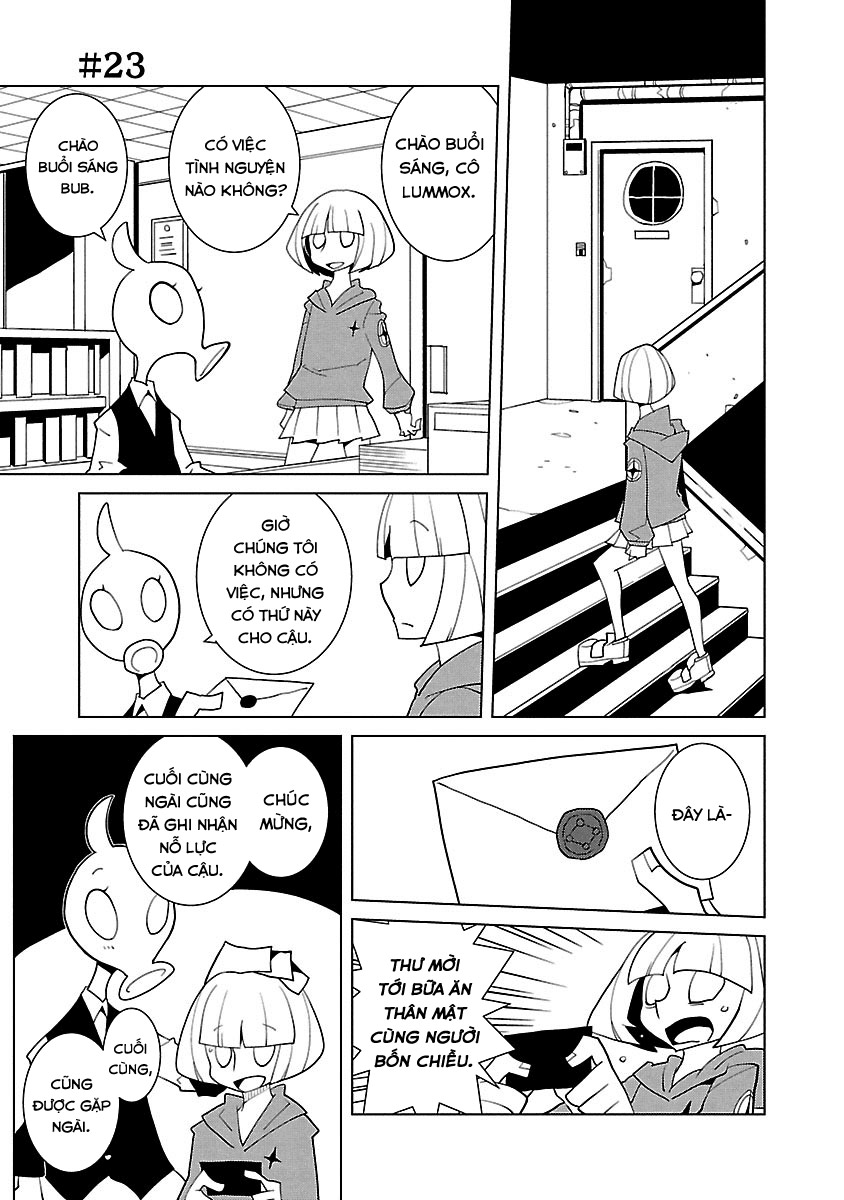 #23
CHÀO BUỔI
SÁNG, CÔ
LUMMOX.
CÓ VIỆC
TÌNH NGUYỆN
NÀO KHÔNG?
CHÀO
BUỔI SÁNG
BUB.
GIỜ
CHÚNG TÔI
KHÔNG CÓ
VIỆC, NHƯNG
CÓ THỨ NÀY
CHO CẬU.
ĐÂY LÀ-
THƯ MỜI
TỚI BỮA ĂN
THÂN MẬT
CÙNG NGƯỜI
BỐN CHIỀU.
CHÚC
MỪNG,
CUỐI CÙNG
NGÀI CŨNG
ĐÃ GHI NHẬN
NỖ LỰC
CỦA CẬU.
CUỐI
CÙNG,
CŨNG
ĐƯỢC GẶP
NGÀI.